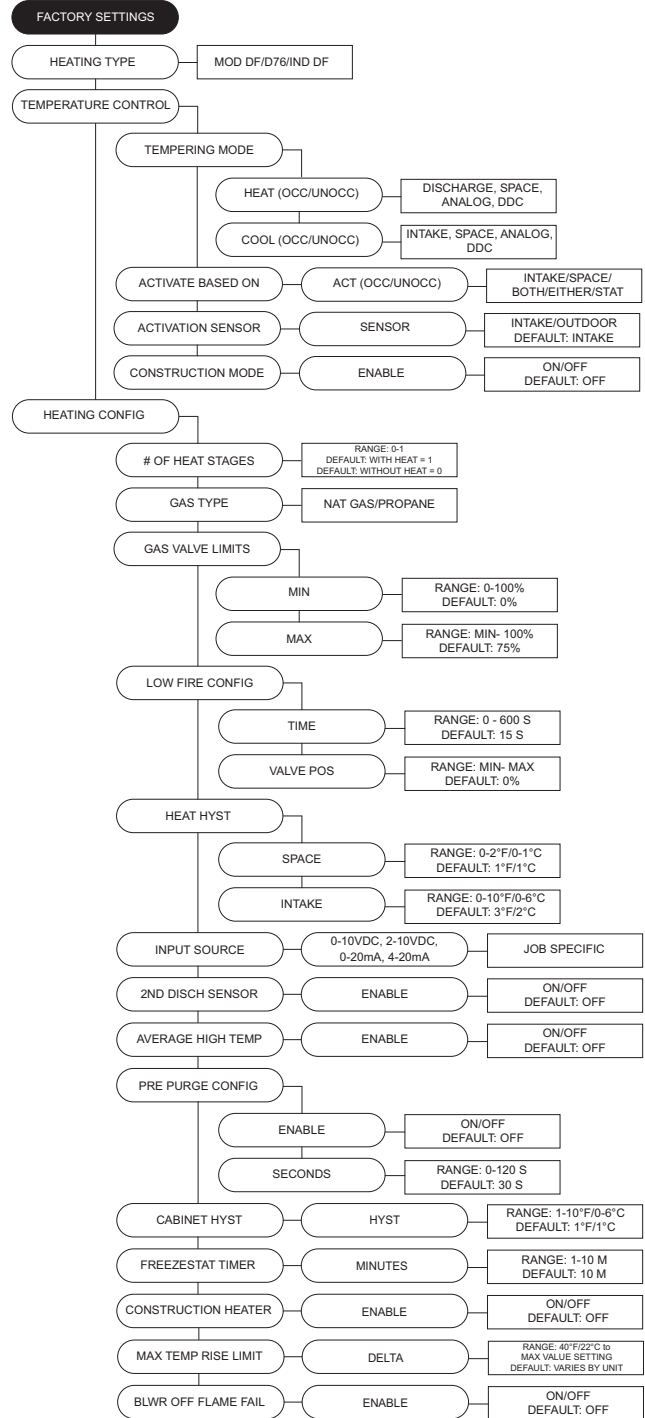 FACTORY SETTINGS
HEATING TYPE
MOD DF/D76/IND DF
TEMPERATURE CONTROL
TEMPERING MODE
HEAT (OCC/UNOCC)
DISCHARGE, SPACE,
ANALOG, DDC
COOL (OCC/UNOCC)
INTAKE, SPACE, ANALOG,
DDC
ACTIVATE BASED ON
ACT (OCC/UNOCC)
INTAKE/SPACE/
BOTH/EITHER/STAT
ACTIVATION SENSOR
SENSOR
INTAKE/OUTDOOR
DEFAULT: INTAKE
CONSTRUCTION MODE
ENABLE
ON/OFF
DEFAULT: OFF
HEATING CONFIG
# OF HEAT STAGES
RANGE: 0-1
DEFAULT: WITH HEAT = 1
DEFAULT: WITHOUT HEAT = 0
GAS TYPE
NAT GAS/PROPANE
GAS VALVE LIMITS
MIN
RANGE: 0-100%
DEFAULT: 0%
MAX
RANGE: MIN- 100%
DEFAULT: 75%
LOW FIRE CONFIG
TIME
RANGE: 0 - 600 S
DEFAULT: 15 S
VALVE POS
RANGE: MIN- MAX
DEFAULT: 0%
HEAT HYST
SPACE
RANGE: 0-2°F/0-1°C
DEFAULT: 1°F/1°C
INTAKE
RANGE: 0-10°F/0-6°C
DEFAULT: 3°F/2°C
INPUT SOURCE
0-10VDC, 2-10VDC,
0-20mA, 4-20mA
JOB SPECIFIC
2ND DISCH SENSOR
ENABLE
ON/OFF
DEFAULT: OFF
AVERAGE HIGH TEMP
ENABLE
ON/OFF
DEFAULT: OFF
PRE PURGE CONFIG
ENABLE
ON/OFF
DEFAULT: OFF
SECONDS
RANGE: 0-120 S
DEFAULT: 30 S
CABINET HYST
HYST
RANGE: 1-10°F/0-6°C
DEFAULT: 1°F/1°C
FREEZESTAT TIMER
MINUTES
RANGE: 1-10 M
DEFAULT: 10 M
CONSTRUCTION HEATER
ENABLE
ON/OFF
DEFAULT: OFF
MAX TEMP RISE LIMIT
DELTA
RANGE: 40°F/22°C to
MAX VALUE SETTING
DEFAULT: VARIES BY UNIT
BLWR OFF FLAME FAIL
ENABLE
ON/OFF
DEFAULT: OFF